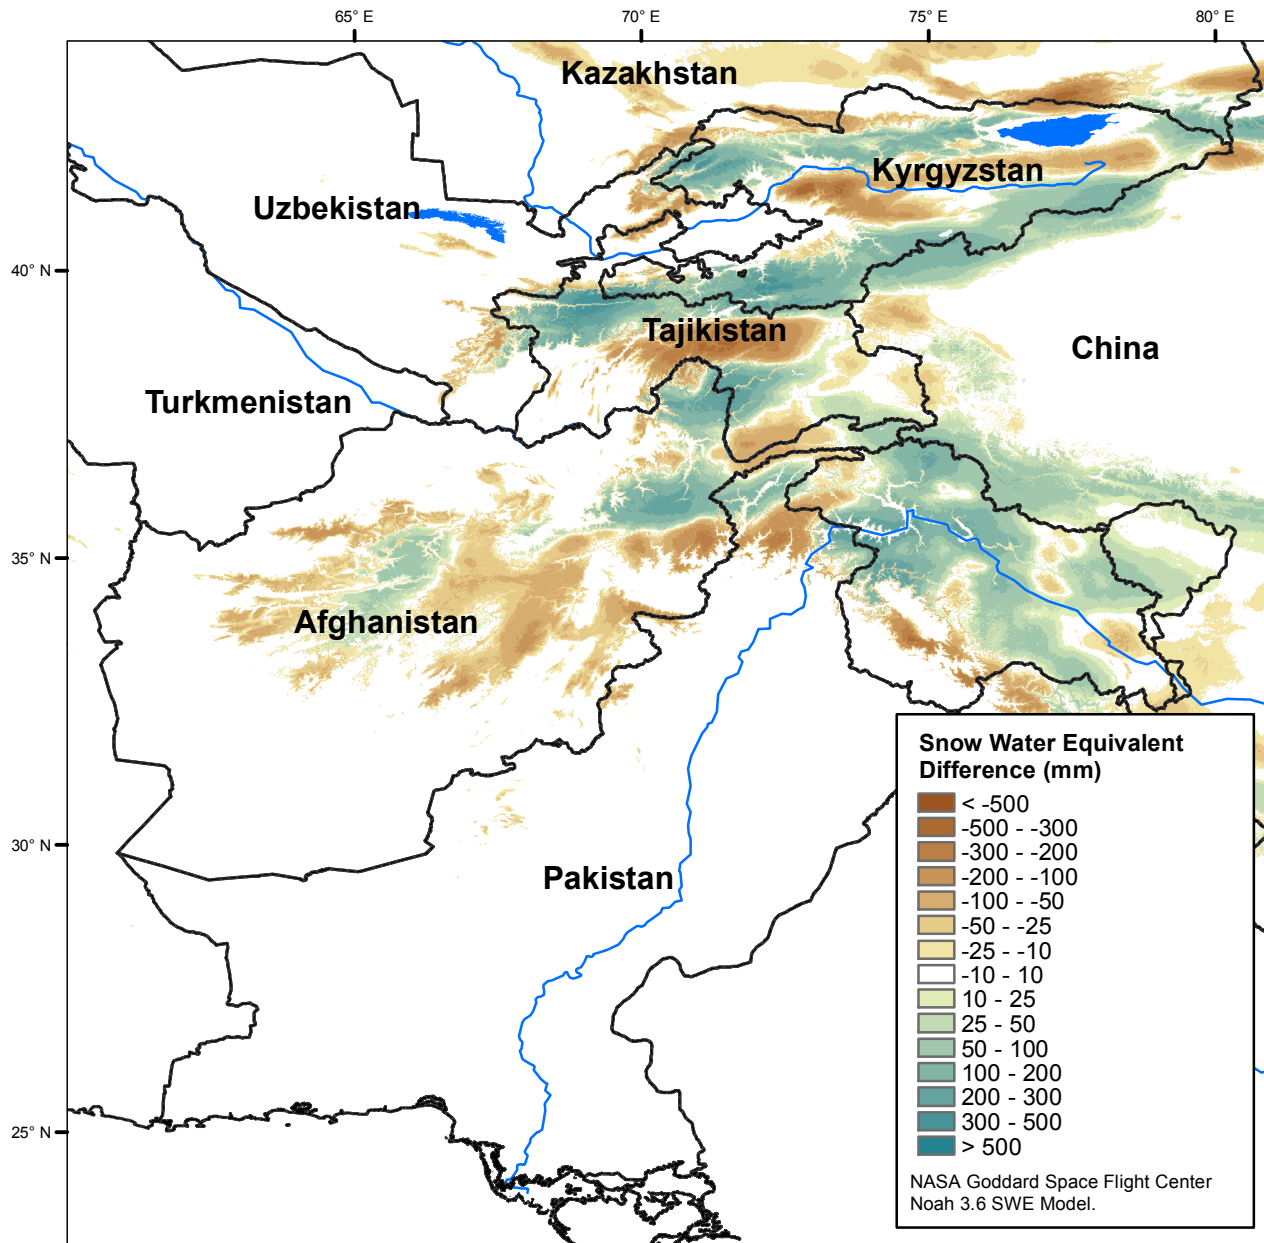 65° E
70° E
75° E
80° E
Kazakhstan
Kyrgyzstan
Uzbekistan
40° N
Tajikistan
China
Turkmenistan
35° N
Afghanistan
30° N
Pakistan
25° N
Snow Water Equivalent
Difference (mm)
< -500
-500 - -300
-300 - -200
-200 - -100
-100 - -50
-50 - -25
-25 - -10
-10 - 10
10 - 25
25 - 50
50 - 100
100 - 200
200 - 300
300 - 500
> 500
NASA Goddard Space Flight Center
Noah 3.6 SWE Model.